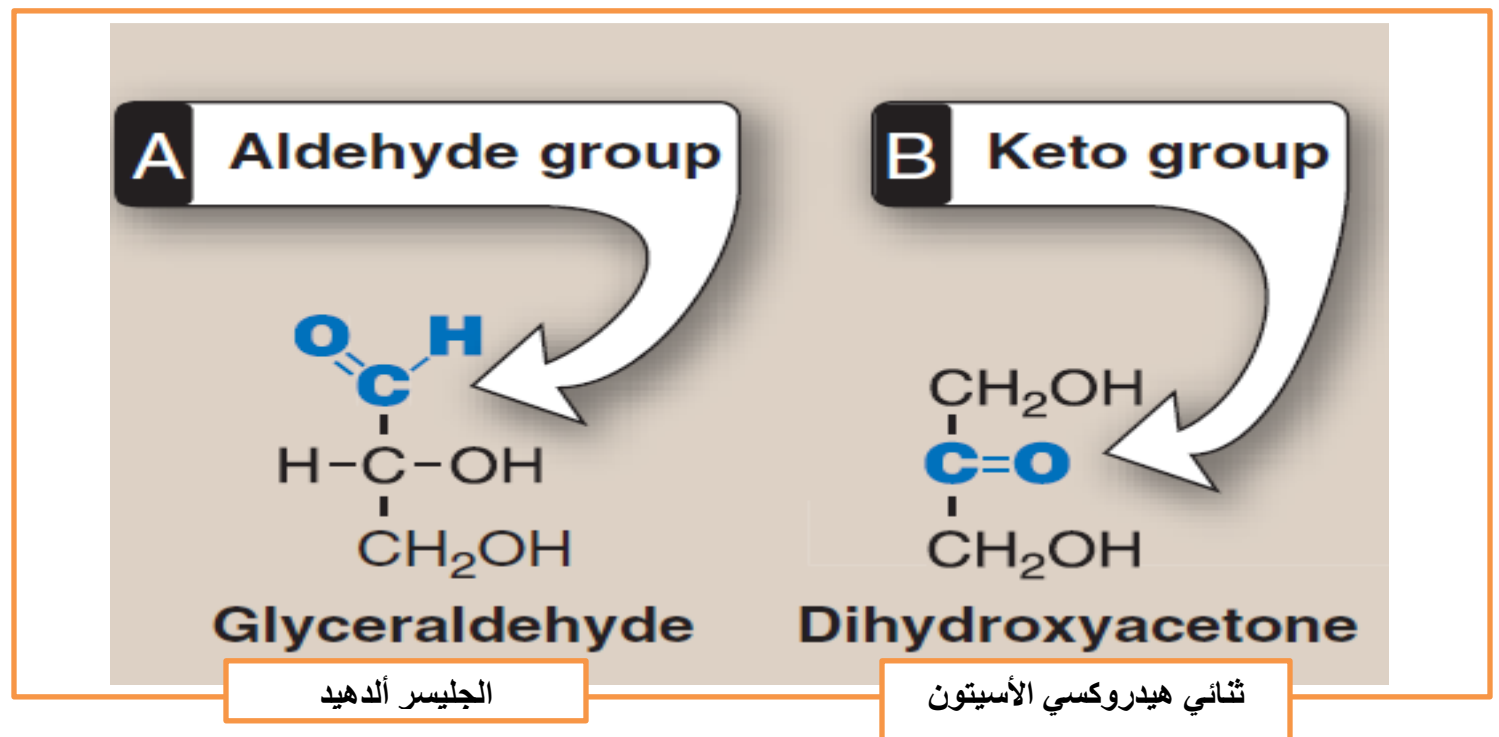 A Aldehyde group
O H
C
H-C-OH
CH₂OH
Glyceraldehyde
الجليسر ألدهيد
B Keto group
CH₂OH
C=O
CH₂OH
Dihydroxyacetone
ثنائي هيدروكسي الأسيتون